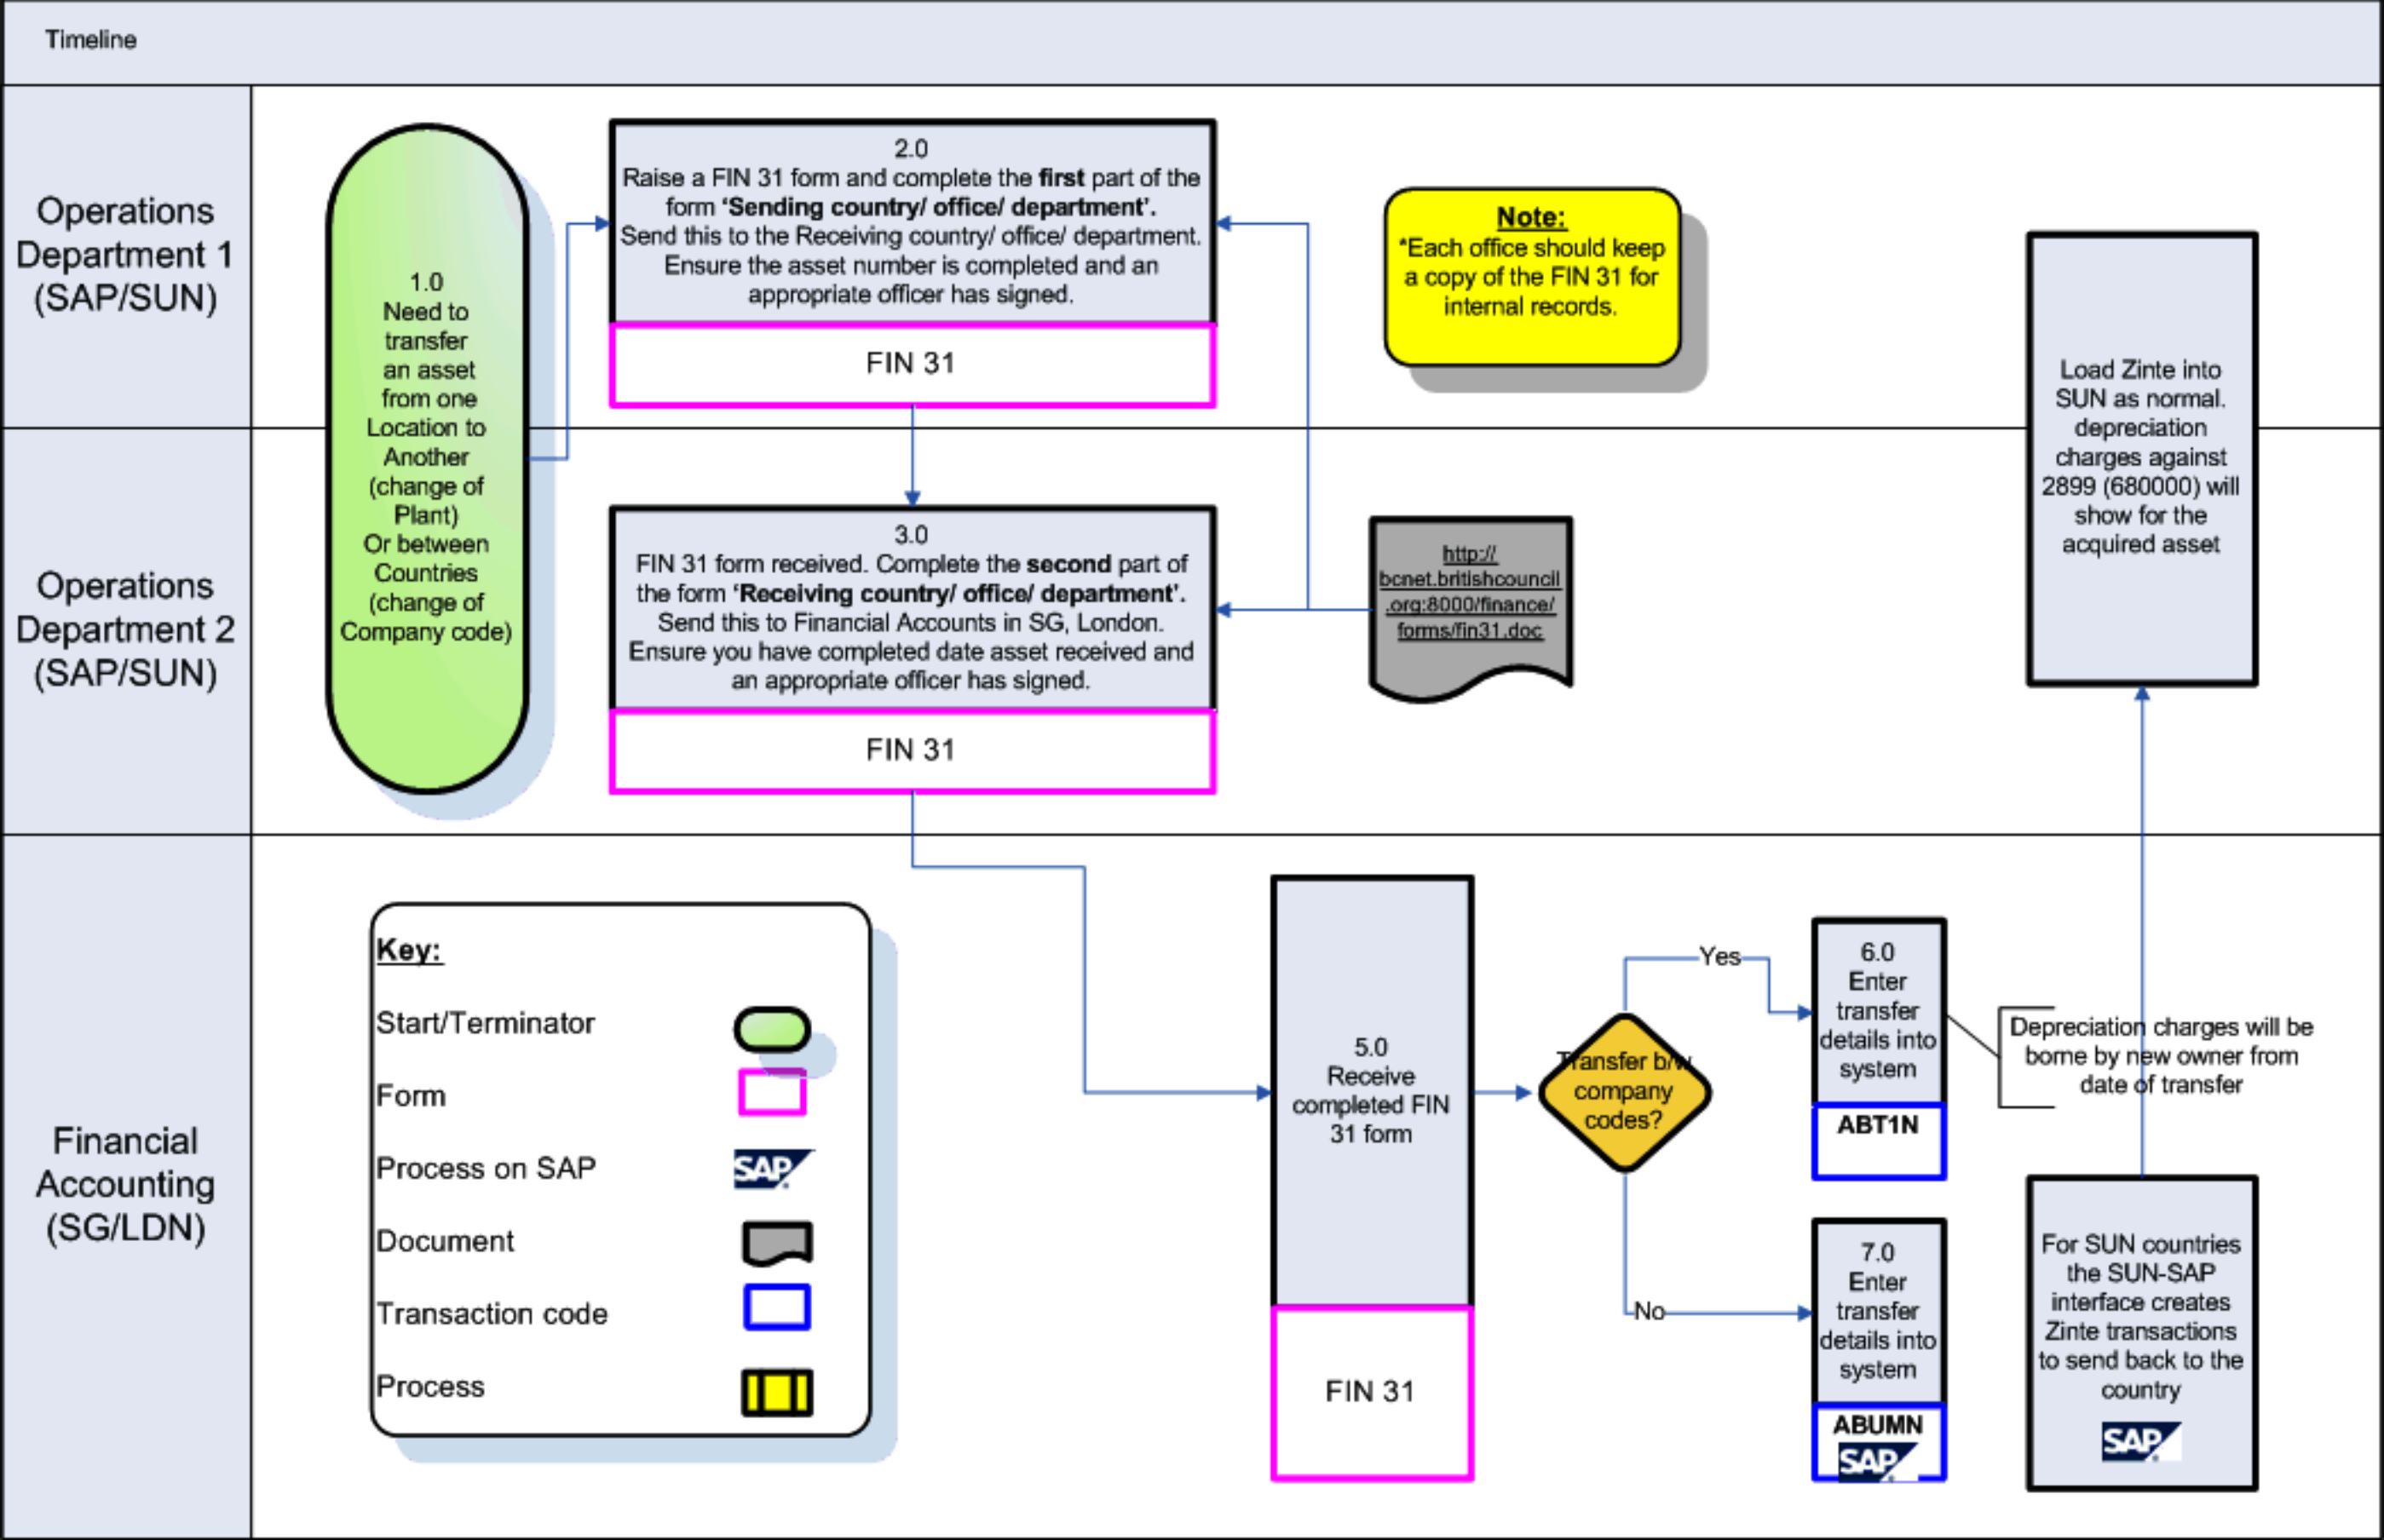 Timeline
Operations
Department 1
(SAP/SUN)
1.0
Need to
transfer
an asset
from one
Location to
Another
(change of
Plant)
Or between
Countries
(change of
Company code)
2.0
Raise a FIN 31 form and complete the first part of the
form ‘Sending country/ office/ department’.
Send this to the Receiving country/ office/ department.
Ensure the asset number is completed and an
appropriate officer has signed.
FIN 31
Note:
*Each office should keep
a copy of the FIN 31 for
internal records.
Load Zinte into
SUN as normal.
depreciation
charges against
2899 (680000) will
show for the
acquired asset
Operations
Department 2
(SAP/SUN)
3.0
FIN 31 form received. Complete the second part of
the form ‘Receiving country/ office/ department’.
Send this to Financial Accounts in SG, London.
Ensure you have completed date asset received and
an appropriate officer has signed.
FIN 31
http://
bcnet.britishcouncil
.org:8000/finance/
forms/fin31.doc
Financial
Accounting
(SG/LDN)
Key:
Start/Terminator
Form
Process on SAP
SAP
Document
Transaction code
Process
5.0
Receive
completed FIN
31 form
FIN 31
Transfer b/w
company
codes?
Yes
No
6.0
Enter
transfer
details into
system
ABT1N
Depreciation charges will be
borne by new owner from
date of transfer
7.0
Enter
transfer
details into
system
ABUMN
SAP
For SUN countries
the SUN-SAP
interface creates
Zinte transactions
to send back to the
country
SAP